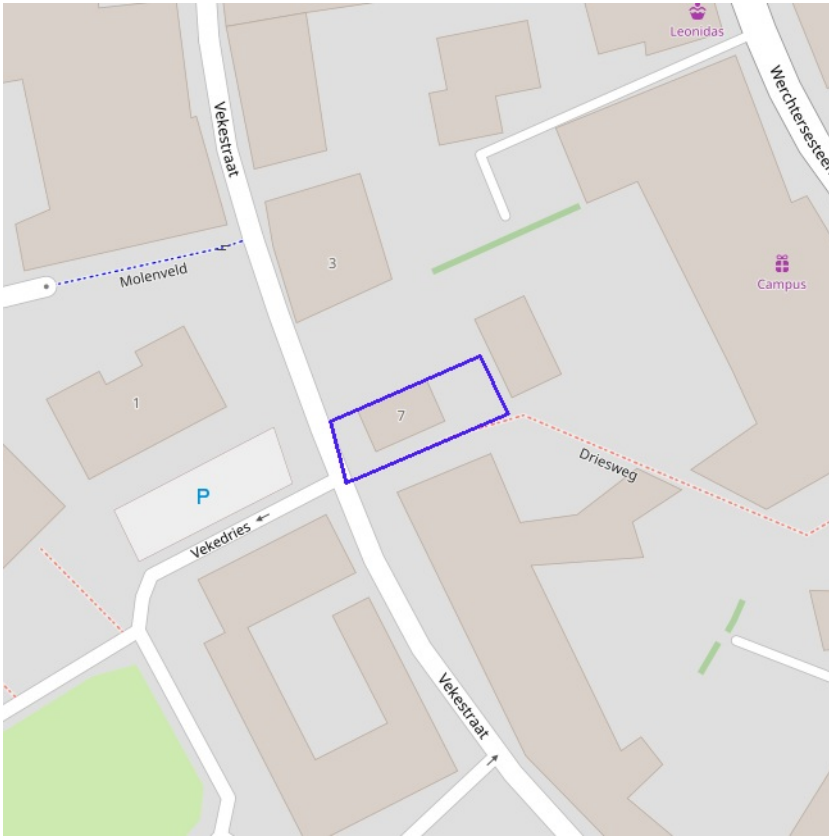 Leonidas
Werchtersesteen
Vekestraat
3
Molenveld
Campus
1
7
P
Driesweg
Vekedries
Vekestraat